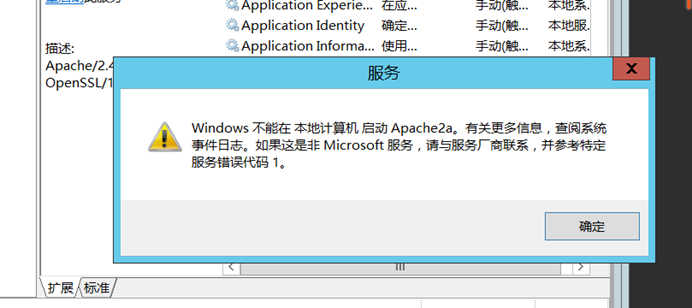 Application Experie... 在应... 手动(触... 本地系...
Application Identity 确定... 手动(触... 本地服...
Application Informa... 使用... 手动(触... 本地系...
描述:
Apache/2.4
OpenSSL/1
服务
X
Windows 不能在 本地计算机 启动 Apache2a。有关更多信息，查阅系统
事件日志。如果这是非 Microsoft 服务，请与服务厂商联系，并参考特定
服务错误代码 1。
确定
扩展 标准